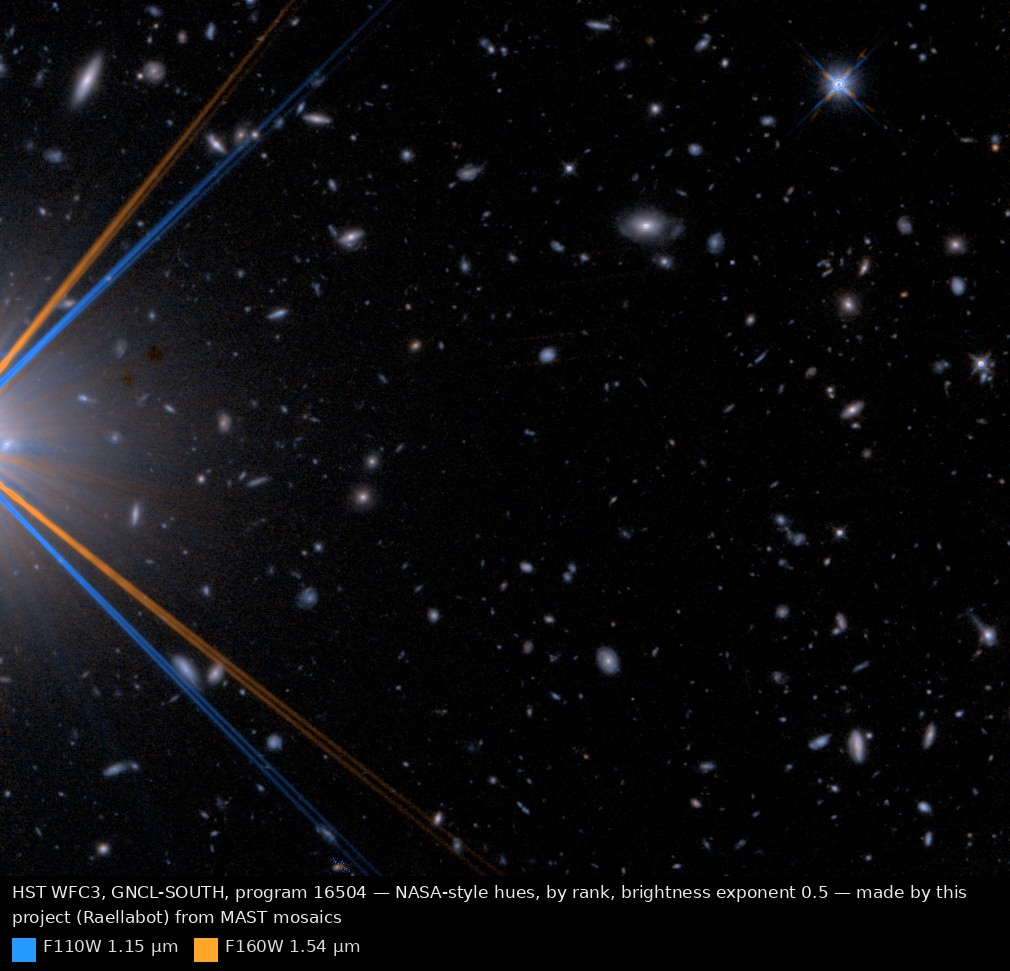 HST WFC3, GNCL-SOUTH, program 16504 — NASA-style hues, by rank, brightness exponent 0.5 — made by this
project (Raellabot) from MAST mosaics
F110W 1.15 μm F160W 1.54 μm